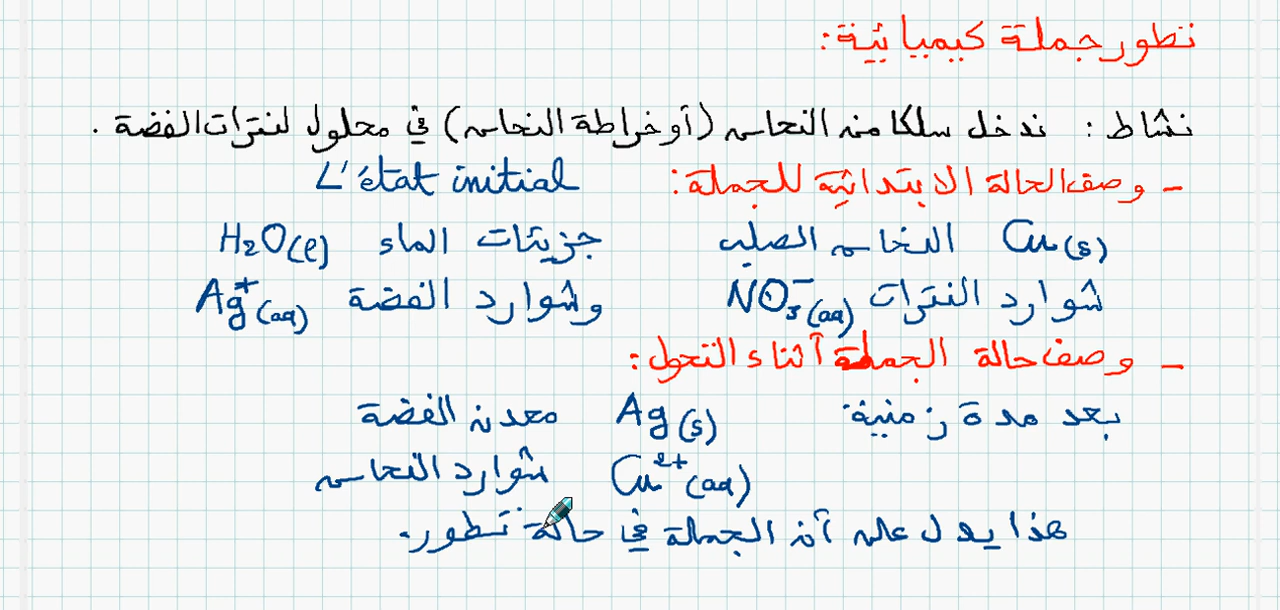 تطور جملة كيميائية:
نشاط: ندخل سلكا من النحاس (أو خراطة النحاس) في محلول لنترات الفضة.
- وصف الحالة الابتدائية للجملة: L'état initial
Cu(s) النحاس الصلب جزيئات الماء H₂O(l)
شوارد النترات NO₃⁻(aq) وشوارد الفضة Ag⁺(aq)
- وصف حالة الجملة أثناء التحول:
بعد مدة زمنية: Ag(s) معدن الفضة
Cu²⁺(aq) شوارد النحاس
هذا يدل على أن الجملة في حالة تطور.